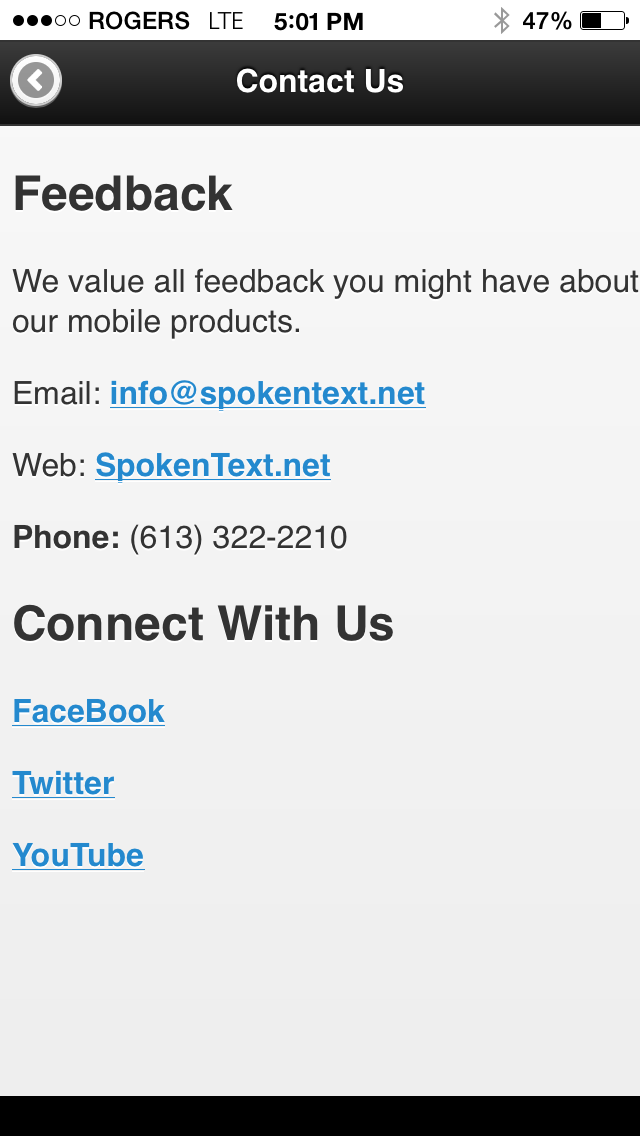 ROGERS LTE 5:01 PM 47%
Contact Us
Feedback
We value all feedback you might have about
our mobile products.
Email: info@spokentext.net
Web: SpokenText.net
Phone: (613) 322-2210
Connect With Us
FaceBook
Twitter
YouTube